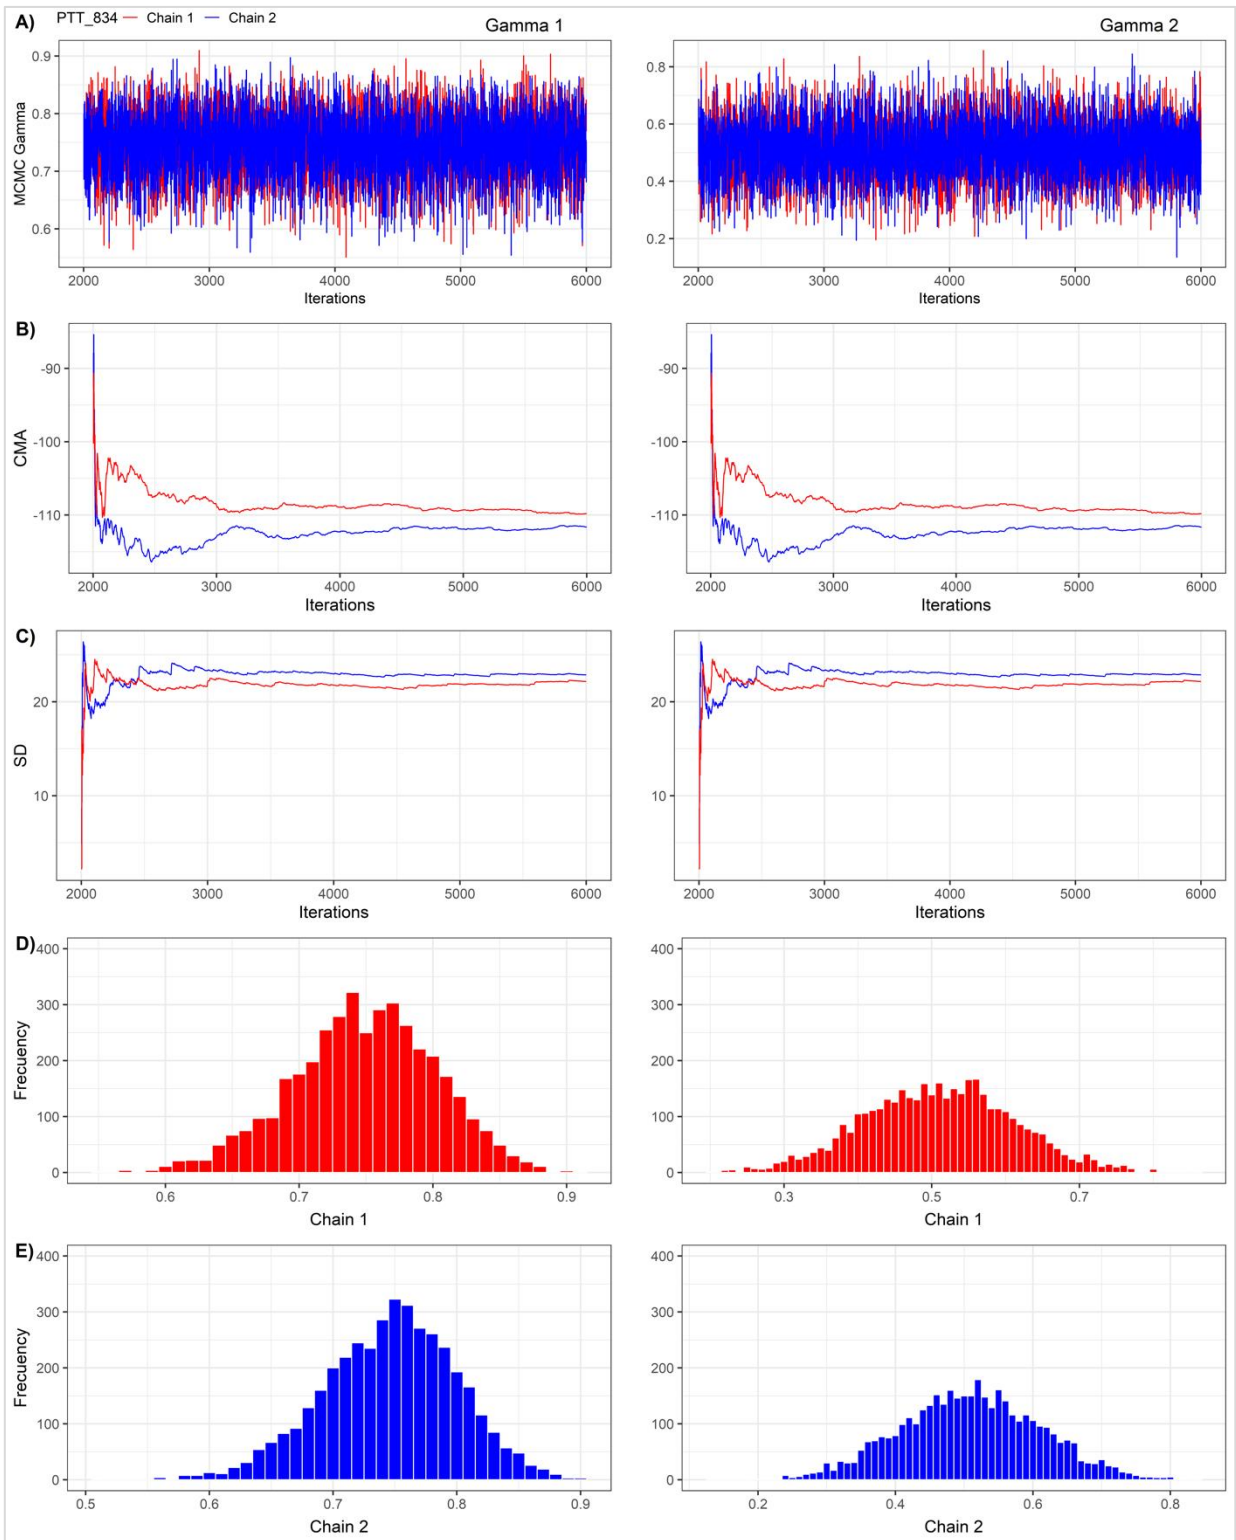 A) PTT_834 Chain 1 Chain 2 Gamma 1 Gamma 2
MCMC Gamma
0.9 0.8
0.8 0.6
0.7 0.4
0.6 0.2
2000 3000 4000 5000 6000 2000 3000 4000 5000 6000
Iterations Iterations
B)
CMA
-90 -90
-100 -100
-110 -110
2000 3000 4000 5000 6000 2000 3000 4000 5000 6000
Iterations Iterations
C)
SD
20 20
10 10
2000 3000 4000 5000 6000 2000 3000 4000 5000 6000
Iterations Iterations
D)
Frecuency
400 400
300 300
200 200
100 100
0 0
0.6 0.7 0.8 0.9 0.3 0.5 0.7
Chain 1 Chain 1
E)
Frecuency
400 400
300 300
200 200
100 100
0 0
0.5 0.6 0.7 0.8 0.9 0.2 0.4 0.6 0.8
Chain 2 Chain 2